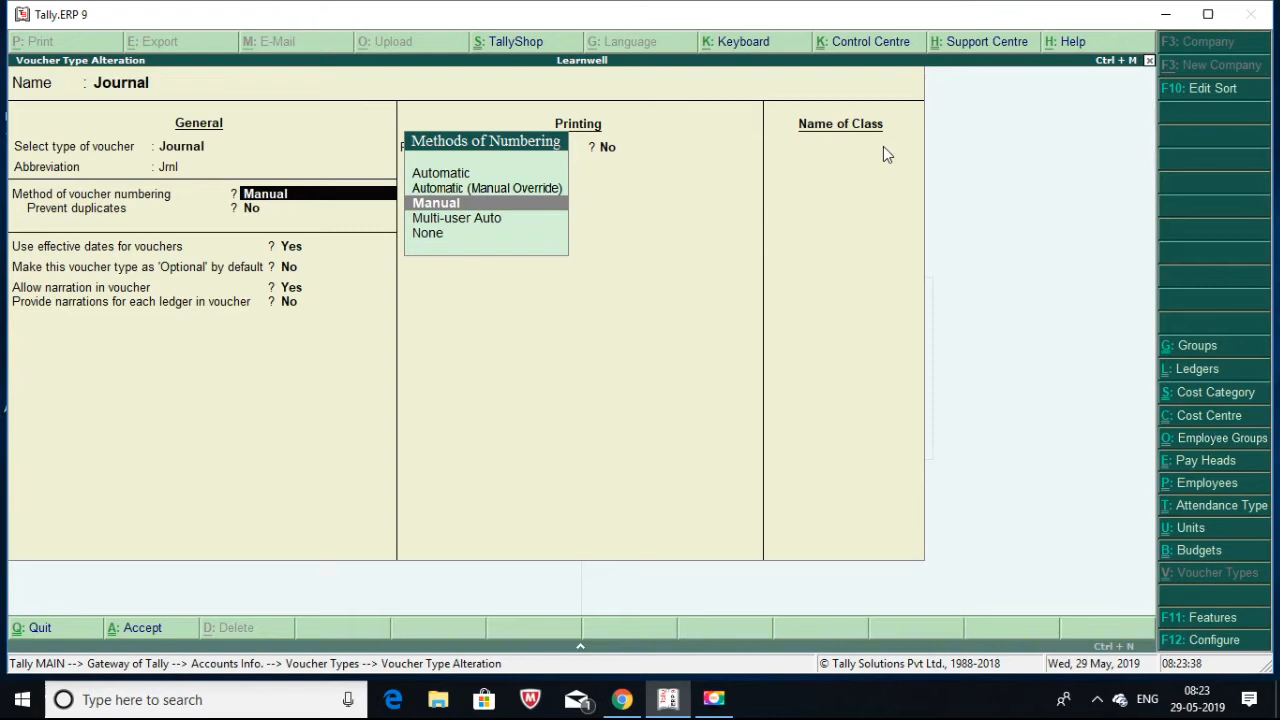 Tally.ERP 9
P: Print
E: Export
M: E-Mail
O: Upload
S: TallyShop
G: Language
K: Keyboard
K: Control Centre
H: Support Centre
H: Help
F3: Company
Voucher Type Alteration
Learnwell
Ctrl + M
F3: New Company
Name : Journal
F10: Edit Sort
General
Printing
Name of Class
Select type of voucher : Journal
Abbreviation : Jrnl
Method of voucher numbering ? Manual
Prevent duplicates ? No
Use effective dates for vouchers ? Yes
Make this voucher type as 'Optional' by default ? No
Allow narration in voucher ? Yes
Provide narrations for each ledger in voucher ? No
? No
Methods of Numbering
Automatic
Automatic (Manual Override)
Manual
Multi-user Auto
None
G: Groups
L: Ledgers
S: Cost Category
C: Cost Centre
O: Employee Groups
E: Pay Heads
P: Employees
T: Attendance Type
U: Units
B: Budgets
V: Voucher Types
F11: Features
F12: Configure
Q: Quit
A: Accept
D: Delete
Ctrl + N
Tally MAIN --> Gateway of Tally --> Accounts Info. --> Voucher Types --> Voucher Type Alteration
© Tally Solutions Pvt Ltd., 1988-2018
Wed, 29 May, 2019
08:23:38
Type here to search
1
ENG
08:23
29-05-2019